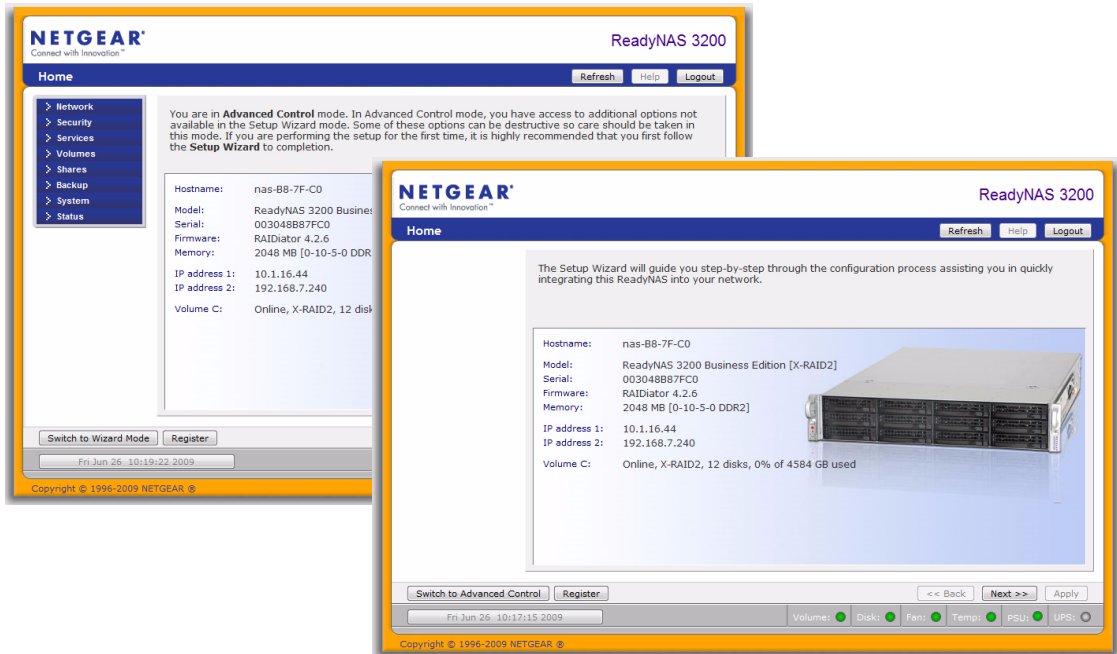 NETGEAR®
Connect with Innovation™
ReadyNAS 3200
Home
Refresh
Help
Logout
> Network
> Security
> Services
> Volumes
> Shares
> Backup
> System
> Status
You are in Advanced Control mode. In Advanced Control mode, you have access to additional options not
available in the Setup Wizard mode. Some of these options can be destructive so care should be taken in
this mode. If you are performing the setup for the first time, it is highly recommended that you first follow
the Setup Wizard to completion.
Hostname: nas-B8-7F-C0
Model: ReadyNAS 3200 Busines
Serial: 003048B87FC0
Firmware: RAIDiator 4.2.6
Memory: 2048 MB [0-10-5-0 DDR
IP address 1: 10.1.16.44
IP address 2: 192.168.7.240
Volume C: Online, X-RAID2, 12 disk
Switch to Wizard Mode
Register
Fri Jun 26 10:19:22 2009
Copyright © 1996-2009 NETGEAR ®
NETGEAR®
Connect with Innovation™
ReadyNAS 3200
Home
Refresh
Help
Logout
The Setup Wizard will guide you step-by-step through the configuration process assisting you in quickly
integrating this ReadyNAS into your network.
Hostname: nas-B8-7F-C0
Model: ReadyNAS 3200 Business Edition [X-RAID2]
Serial: 003048B87FC0
Firmware: RAIDiator 4.2.6
Memory: 2048 MB [0-10-5-0 DDR2]
IP address 1: 10.1.16.44
IP address 2: 192.168.7.240
Volume C: Online, X-RAID2, 12 disks, 0% of 4584 GB used
Switch to Advanced Control
Register
<< Back
Next >>
Apply
Fri Jun 26 10:17:15 2009
Volume:
Disk:
Fan:
Temp:
PSU:
UPS:
Copyright © 1996-2009 NETGEAR ®